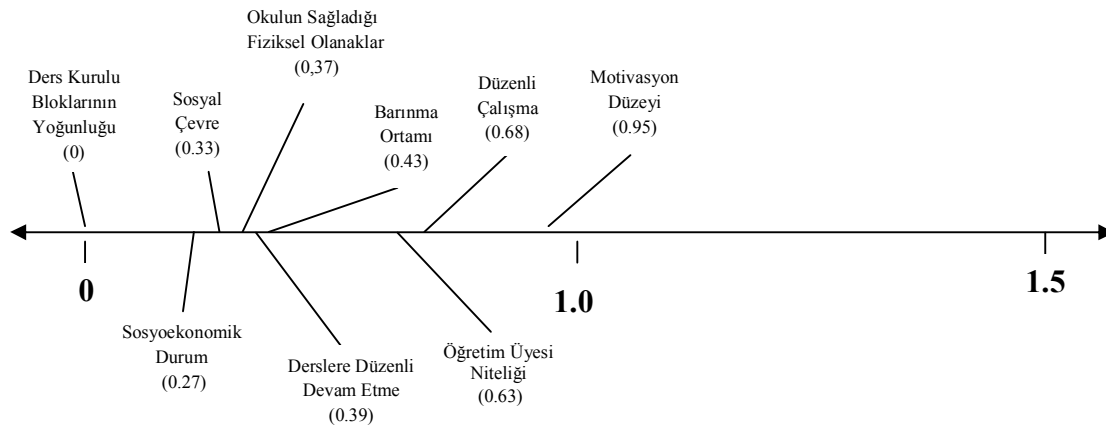 Okulun Sağladığı
Fiziksel Olanaklar
(0,37)
Ders Kurulu
Bloklarının
Yoğunluğu
(0)
Sosyal
Çevre
(0.33)
Barınma
Ortamı
(0.43)
Düzenli
Çalışma
(0.68)
Motivasyon
Düzeyi
(0.95)
0
1.0
1.5
Sosyoekonomik
Durum
(0.27)
Derslere Düzenli
Devam Etme
(0.39)
Öğretim Üyesi
Niteliği
(0.63)